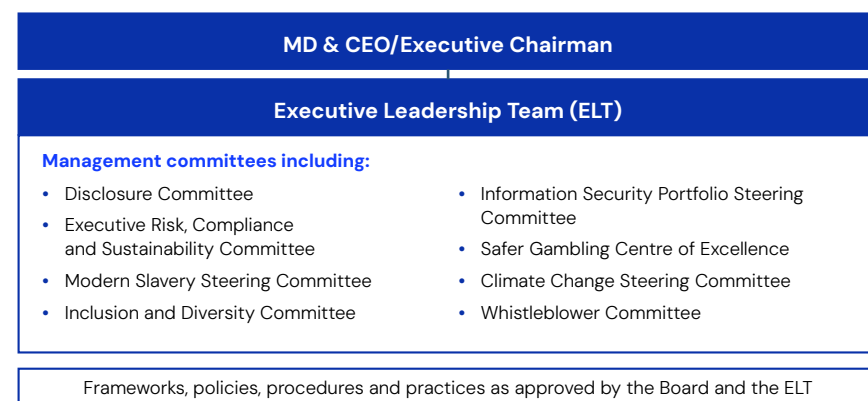 MD & CEO/Executive Chairman
Executive Leadership Team (ELT)
Management committees including:
• Disclosure Committee
• Executive Risk, Compliance
and Sustainability Committee
• Modern Slavery Steering Committee
• Inclusion and Diversity Committee
• Information Security Portfolio Steering
Committee
• Safer Gambling Centre of Excellence
• Climate Change Steering Committee
• Whistleblower Committee
Frameworks, policies, procedures and practices as approved by the Board and the ELT